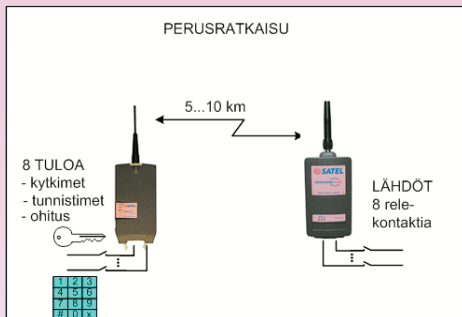 PERUSRATKAISU
5...10 km
8 TULOA
- kytkimet
- tunnistimet
- ohitus
SATEL
LÄHDÖT
8 rele-
kontaktia
1 2 3
4 5 6
7 8 9
# 0 x